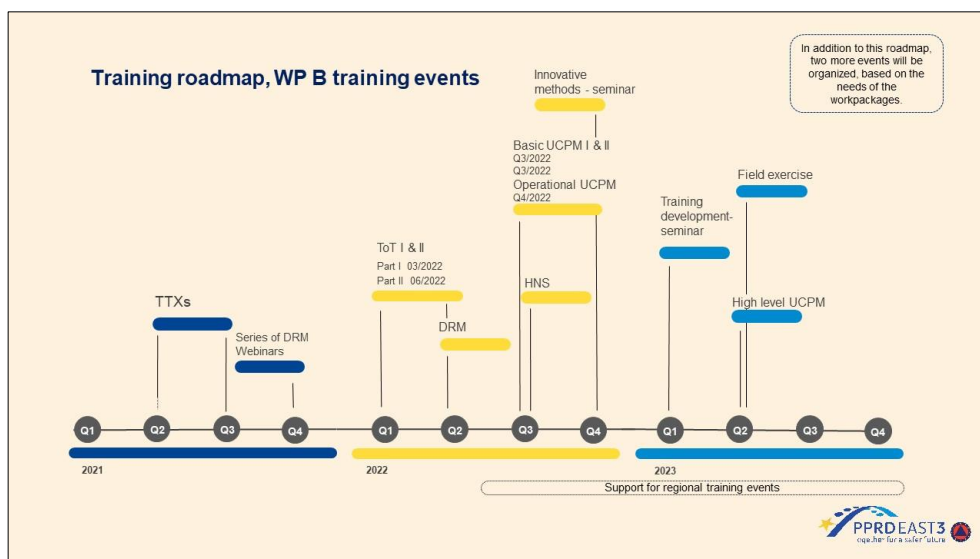 In addition to this roadmap,
two more events will be
organized, based on the
needs of the
workpackages.
Training roadmap, WP B training events
Innovative
methods - seminar
Basic UCPM I & II
Q3/2022
Q3/2022
Operational UCPM
Q4/2022
Field exercise
Training
development-
seminar
ToT I & II
Part I 03/2022
Part II 06/2022
HNS
TTXs
DRM
High level UCPM
Series of DRM
Webinars
Q1
Q2
Q3
Q4
Q1
Q2
Q3
Q4
Q1
Q2
Q3
Q4
2021
2022
2023
Support for regional training events
PPRDEAST3
ogether for a safer future